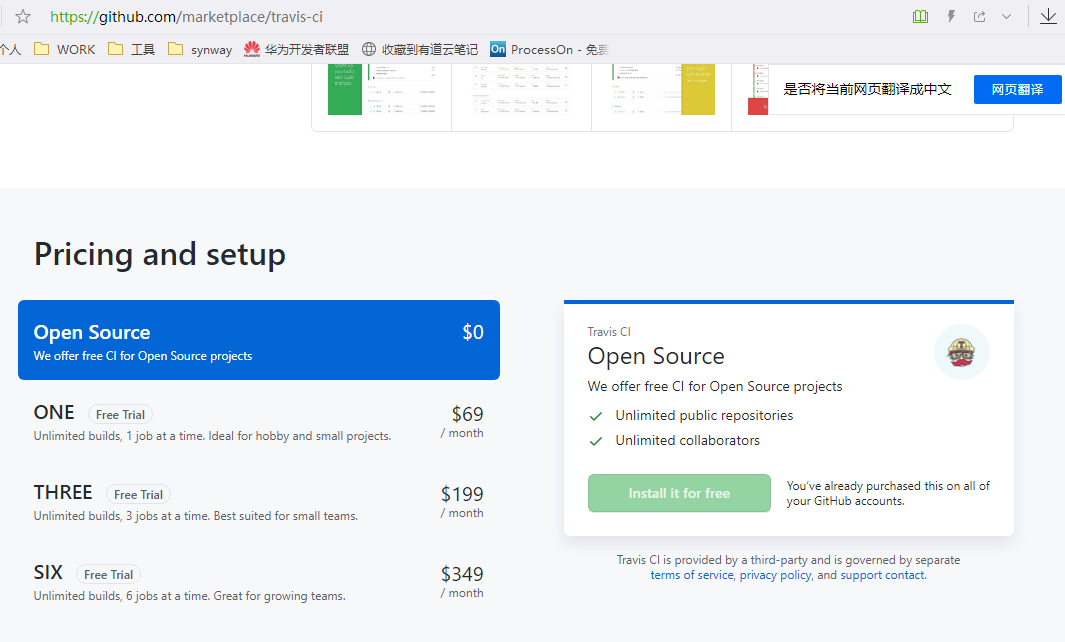 https://github.com/marketplace/travis-ci
个人 WORK 工具 synway 华为开发者联盟 收藏到有道云笔记 On ProcessOn - 免费
是否将当前网页翻译成中文 网页翻译
Pricing and setup
Open Source $0
We offer free CI for Open Source projects
ONE Free Trial $69
Unlimited builds, 1 job at a time. Ideal for hobby and small projects. / month
THREE Free Trial $199
Unlimited builds, 3 jobs at a time. Best suited for small teams. / month
SIX Free Trial $349
Unlimited builds, 6 jobs at a time. Great for growing teams. / month
Travis CI
Open Source
We offer free CI for Open Source projects
Unlimited public repositories
Unlimited collaborators
Install it for free
You've already purchased this on all of
your GitHub accounts.
Travis CI is provided by a third-party and is governed by separate
terms of service, privacy policy, and support contact.